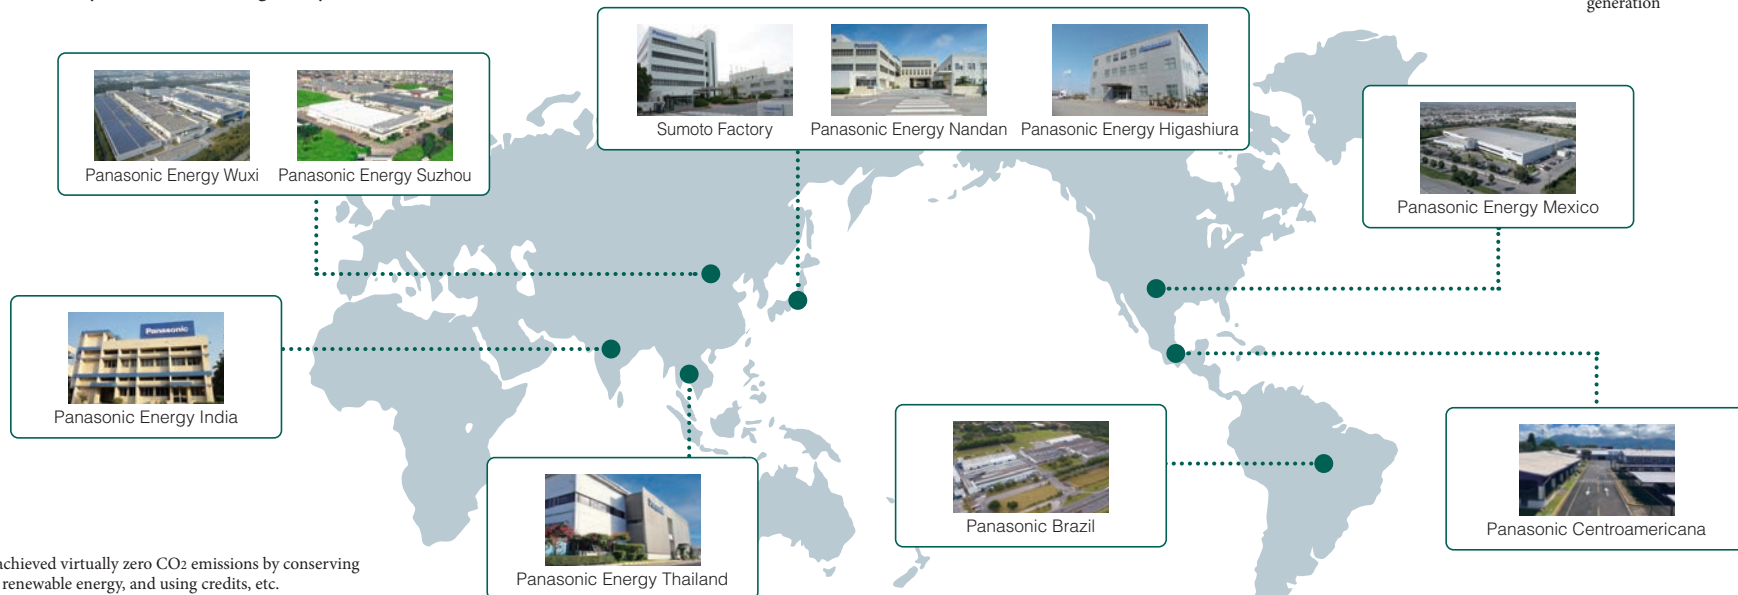 generation
Sumoto Factory
Panasonic Energy Nandan
Panasonic Energy Higashiura
Panasonic Energy Wuxi
Panasonic Energy Suzhou
Panasonic Energy Mexico
Panasonic
Panasonic Energy India
Panasonic Brazil
Panasonic Centroamericana
Panasonic Energy Thailand
achieved virtually zero CO2 emissions by conserving
renewable energy, and using credits, etc.